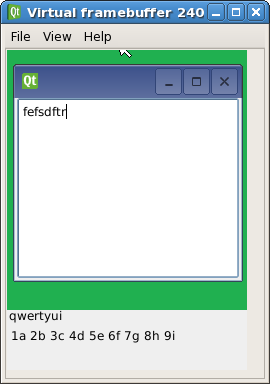 Qt Virtual framebuffer 240
File View Help
Qt
fefsdftr
qwertyui
1a 2b 3c 4d 5e 6f 7g 8h 9i